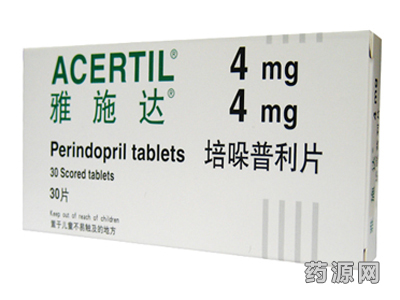 ACERTIL®
雅施达®
4 mg
4 mg
Perindopril tablets
培哚普利片
30 Scored tablets
30片
Keep out of reach of children
置于儿童不易触及的地方
4 mg
药源网